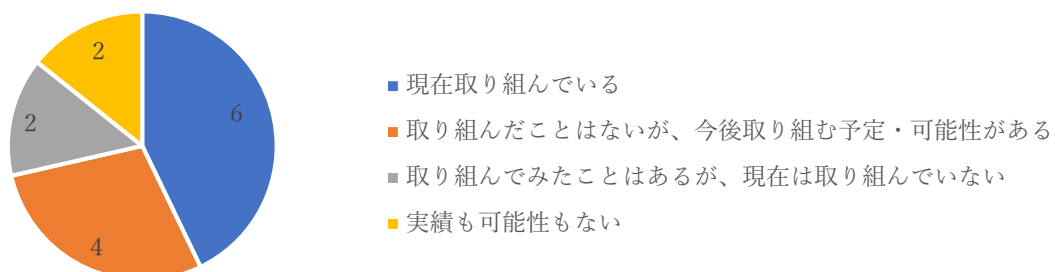 2
6
2
4
現在取り組んでいる
取り組んだことはないが、今後取り組む予定・可能性がある
取り組んでみたことはあるが、現在は取り組んでいない
実績も可能性もない